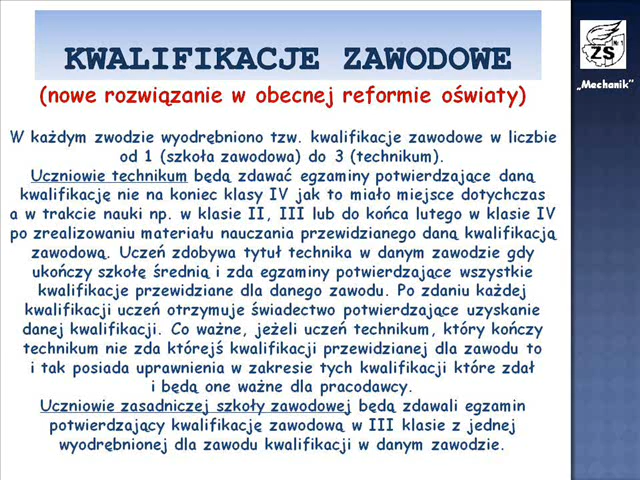 KWALIFIKACJE ZAWODOWE
(nowe rozwiązanie w obecnej reformie oświaty)
W każdym zwodzie wyodrębniono tzw. kwalifikacje zawodowe w liczbie
od 1 (szkoła zawodowa) do 3 (technikum).
Uczniowie technikum będą zdawać egzaminy potwierdzające daną
kwalifikację nie na koniec klasy IV jak to miało miejsce dotychczas
a w trakcie nauki np. w klasie II, III lub do końca lutego w klasie IV
po zrealizowaniu materiału nauczania przewidzianego daną kwalifikacją
zawodową. Uczeń zdobywa tytuł technika w danym zawodzie gdy
ukończy szkołę średnią i zda egzaminy potwierdzające wszystkie
kwalifikacje przewidziane dla danego zawodu. Po zdaniu każdej
kwalifikacji uczeń otrzymuje świadectwo potwierdzające uzyskanie
danej kwalifikacji. Co ważne, jeżeli uczeń technikum, który kończy
technikum nie zda którejś kwalifikacji przewidzianej dla zawodu to
i tak posiada uprawnienia w zakresie tych kwalifikacji które zdał
i będą one ważne dla pracodawcy.
Uczniowie zasadniczej szkoły zawodowej będą zdawali egzamin
potwierdzający kwalifikację zawodową w III klasie z jednej
wyodrębnionej dla zawodu kwalifikacji w danym zawodzie.
ZS
„Mechanik"